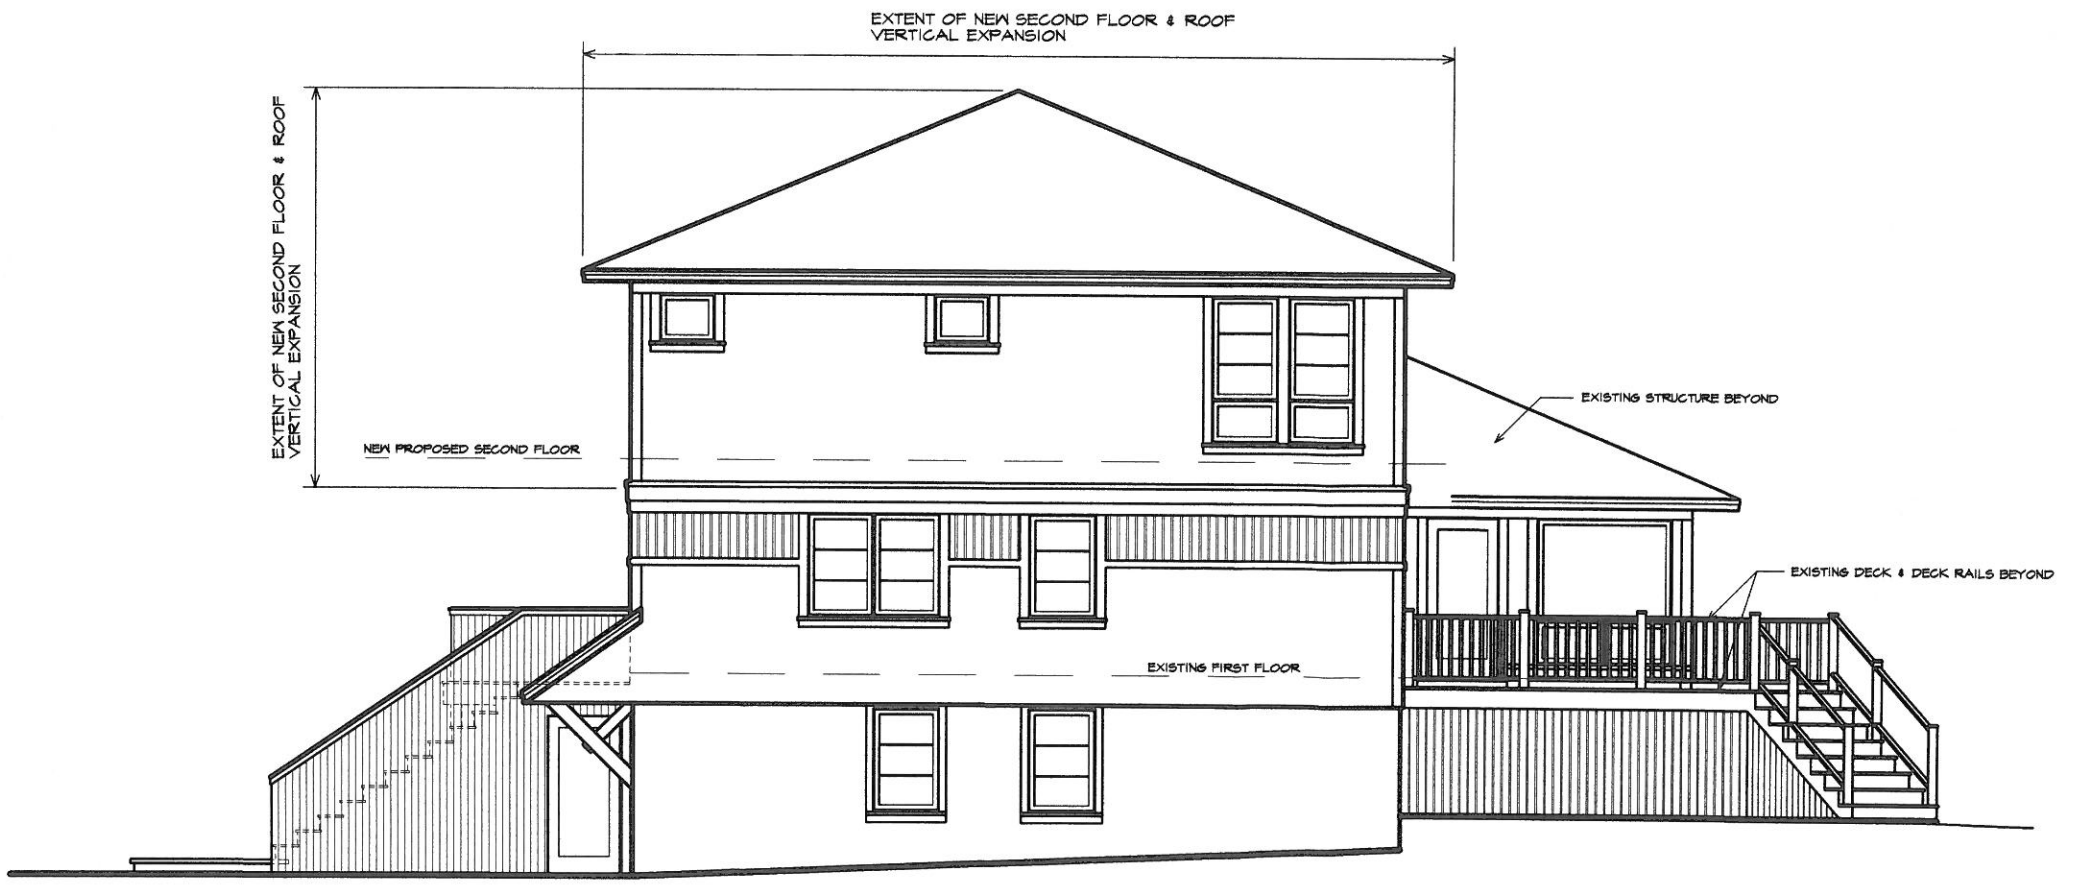 EXTENT OF NEW SECOND FLOOR & ROOF
VERTICAL EXPANSION
EXTENT OF NEW SECOND FLOOR & ROOF
VERTICAL EXPANSION
EXISTING STRUCTURE BEYOND
NEW PROPOSED SECOND FLOOR
EXISTING DECK & DECK RAILS BEYOND
EXISTING FIRST FLOOR